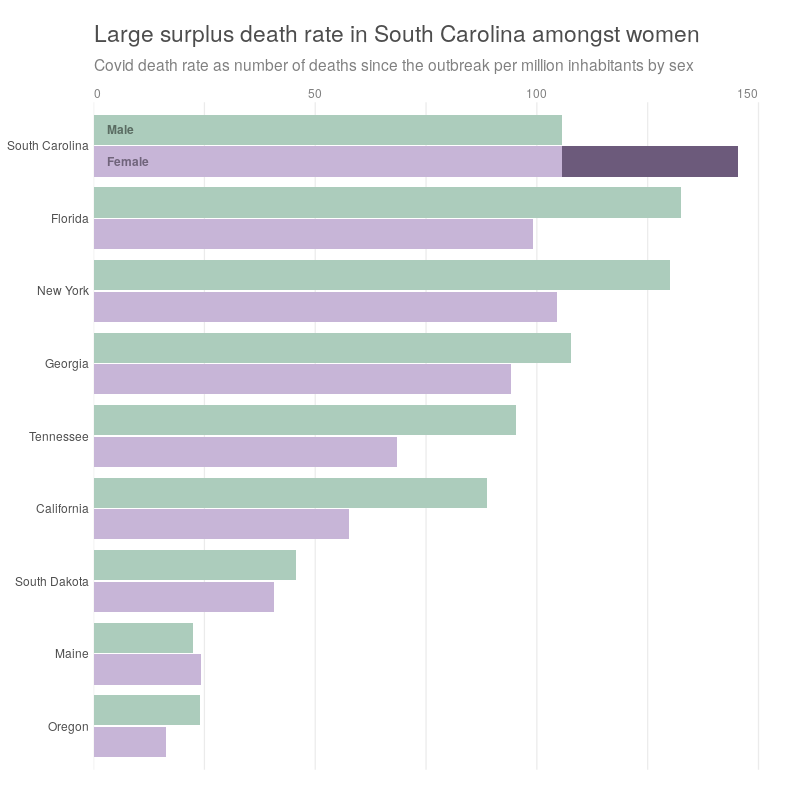 Large surplus death rate in South Carolina amongst women
Covid death rate as number of deaths since the outbreak per million inhabitants by sex
0 50 100 150
Male
South Carolina
Female
Florida
New York
Georgia
Tennessee
California
South Dakota
Maine
Oregon